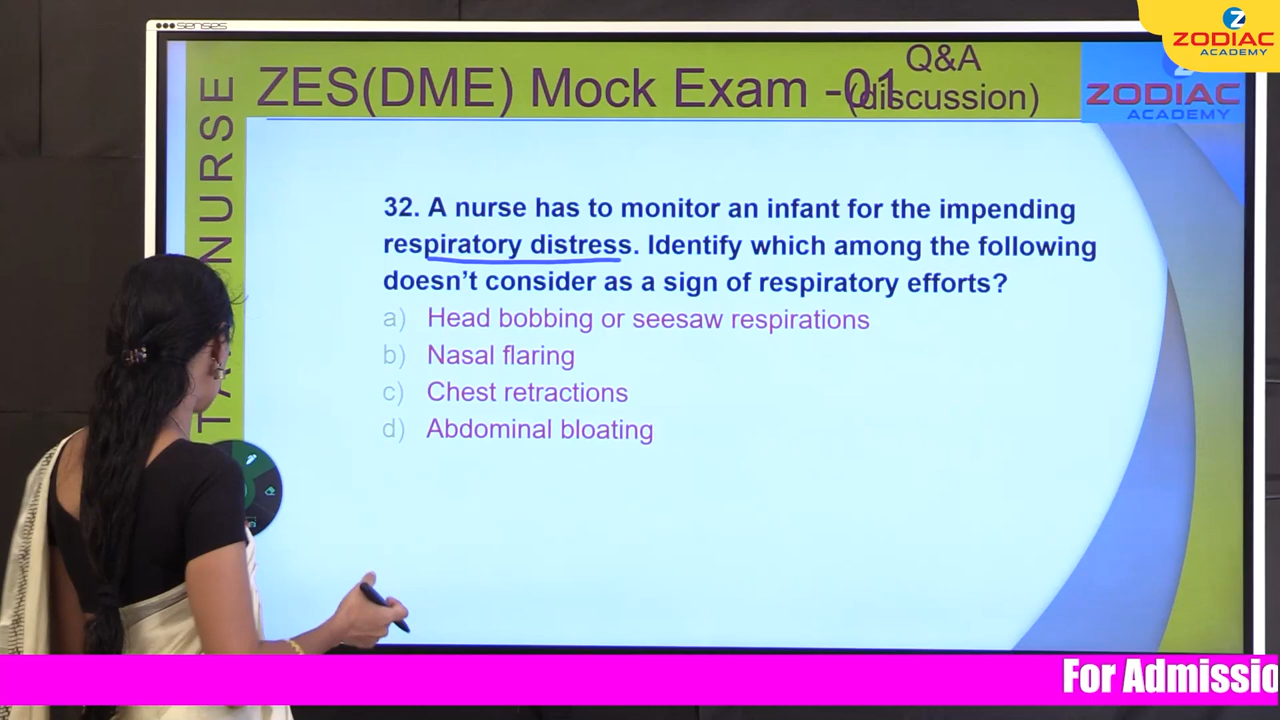 senses
ZODIAC
ACADEMY
ZES(DME) Mock Exam -01
Q&A
(discussion)
ZODIAC
ACADEMY
NURSE
TA
32. A nurse has to monitor an infant for the impending
respiratory distress. Identify which among the following
doesn’t consider as a sign of respiratory efforts?
a) Head bobbing or seesaw respirations
b) Nasal flaring
c) Chest retractions
d) Abdominal bloating
For Admissio